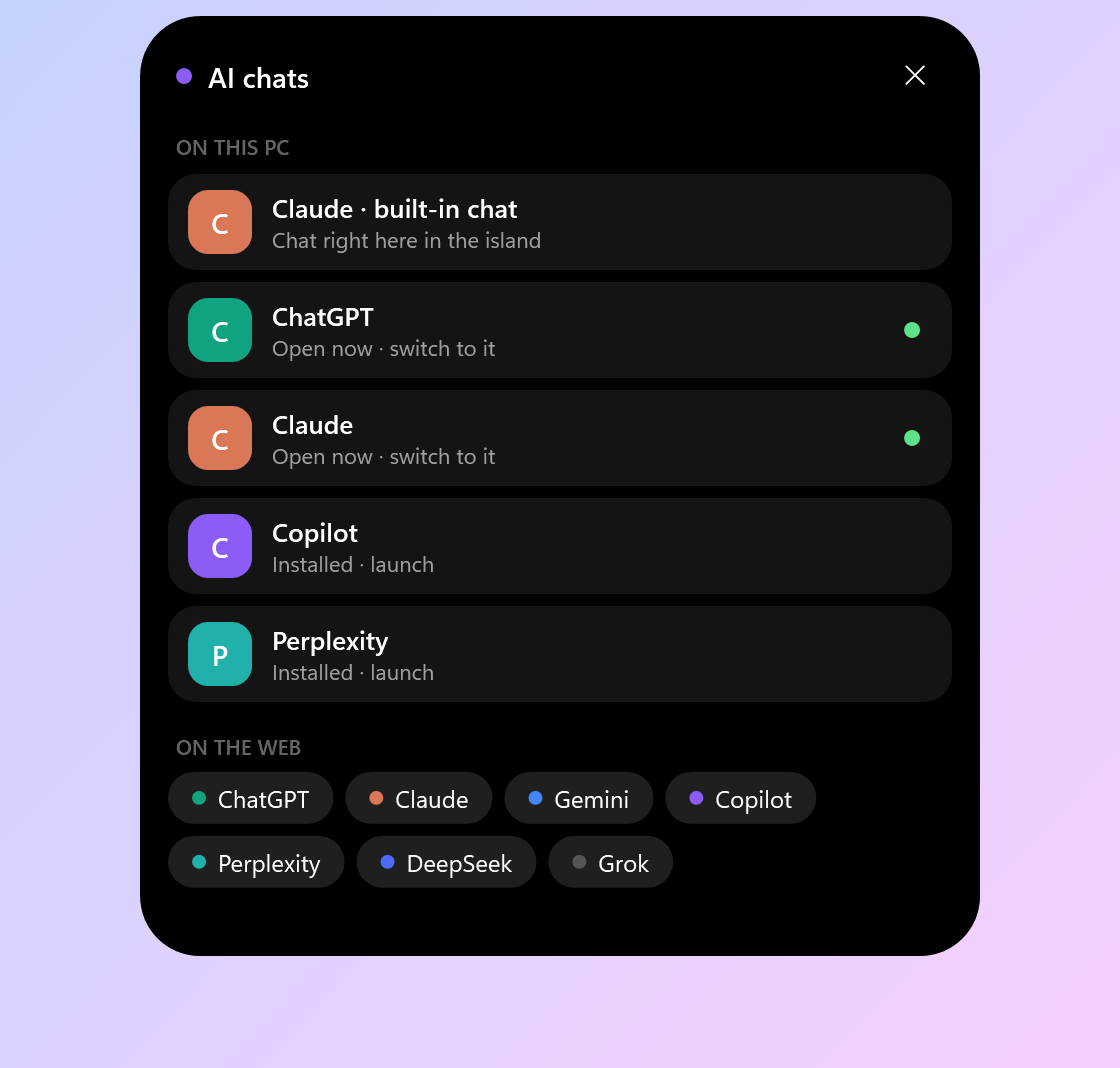 AI chats
ON THIS PC
C
Claude · built-in chat
Chat right here in the island
C
ChatGPT
Open now · switch to it
C
Claude
Open now · switch to it
C
Copilot
Installed · launch
P
Perplexity
Installed · launch
ON THE WEB
ChatGPT Claude Gemini Copilot
Perplexity DeepSeek Grok